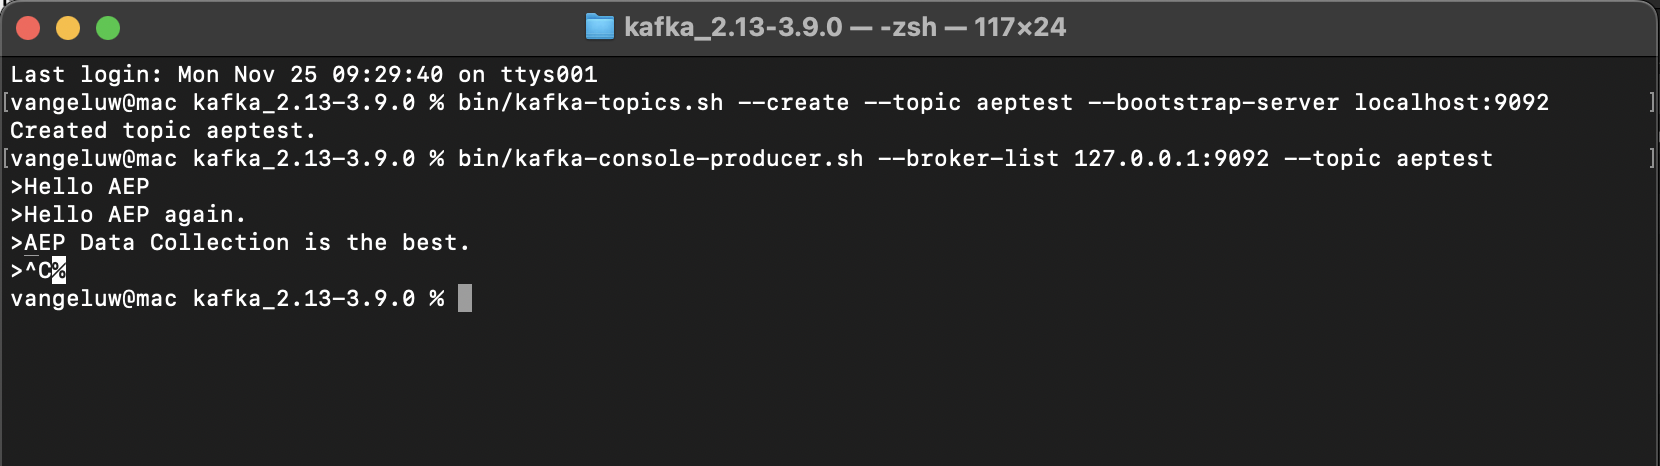 kafka_2.13-3.9.0 — -zsh — 117×24
Last login: Mon Nov 25 09:29:40 on ttys001
[vangeluw@mac kafka_2.13-3.9.0 % bin/kafka-topics.sh --create --topic aeptest --bootstrap-server localhost:9092 ]
Created topic aeptest.
[vangeluw@mac kafka_2.13-3.9.0 % bin/kafka-console-producer.sh --broker-list 127.0.0.1:9092 --topic aeptest ]
>Hello AEP
>Hello AEP again.
>AEP Data Collection is the best.
>^C%
vangeluw@mac kafka_2.13-3.9.0 %